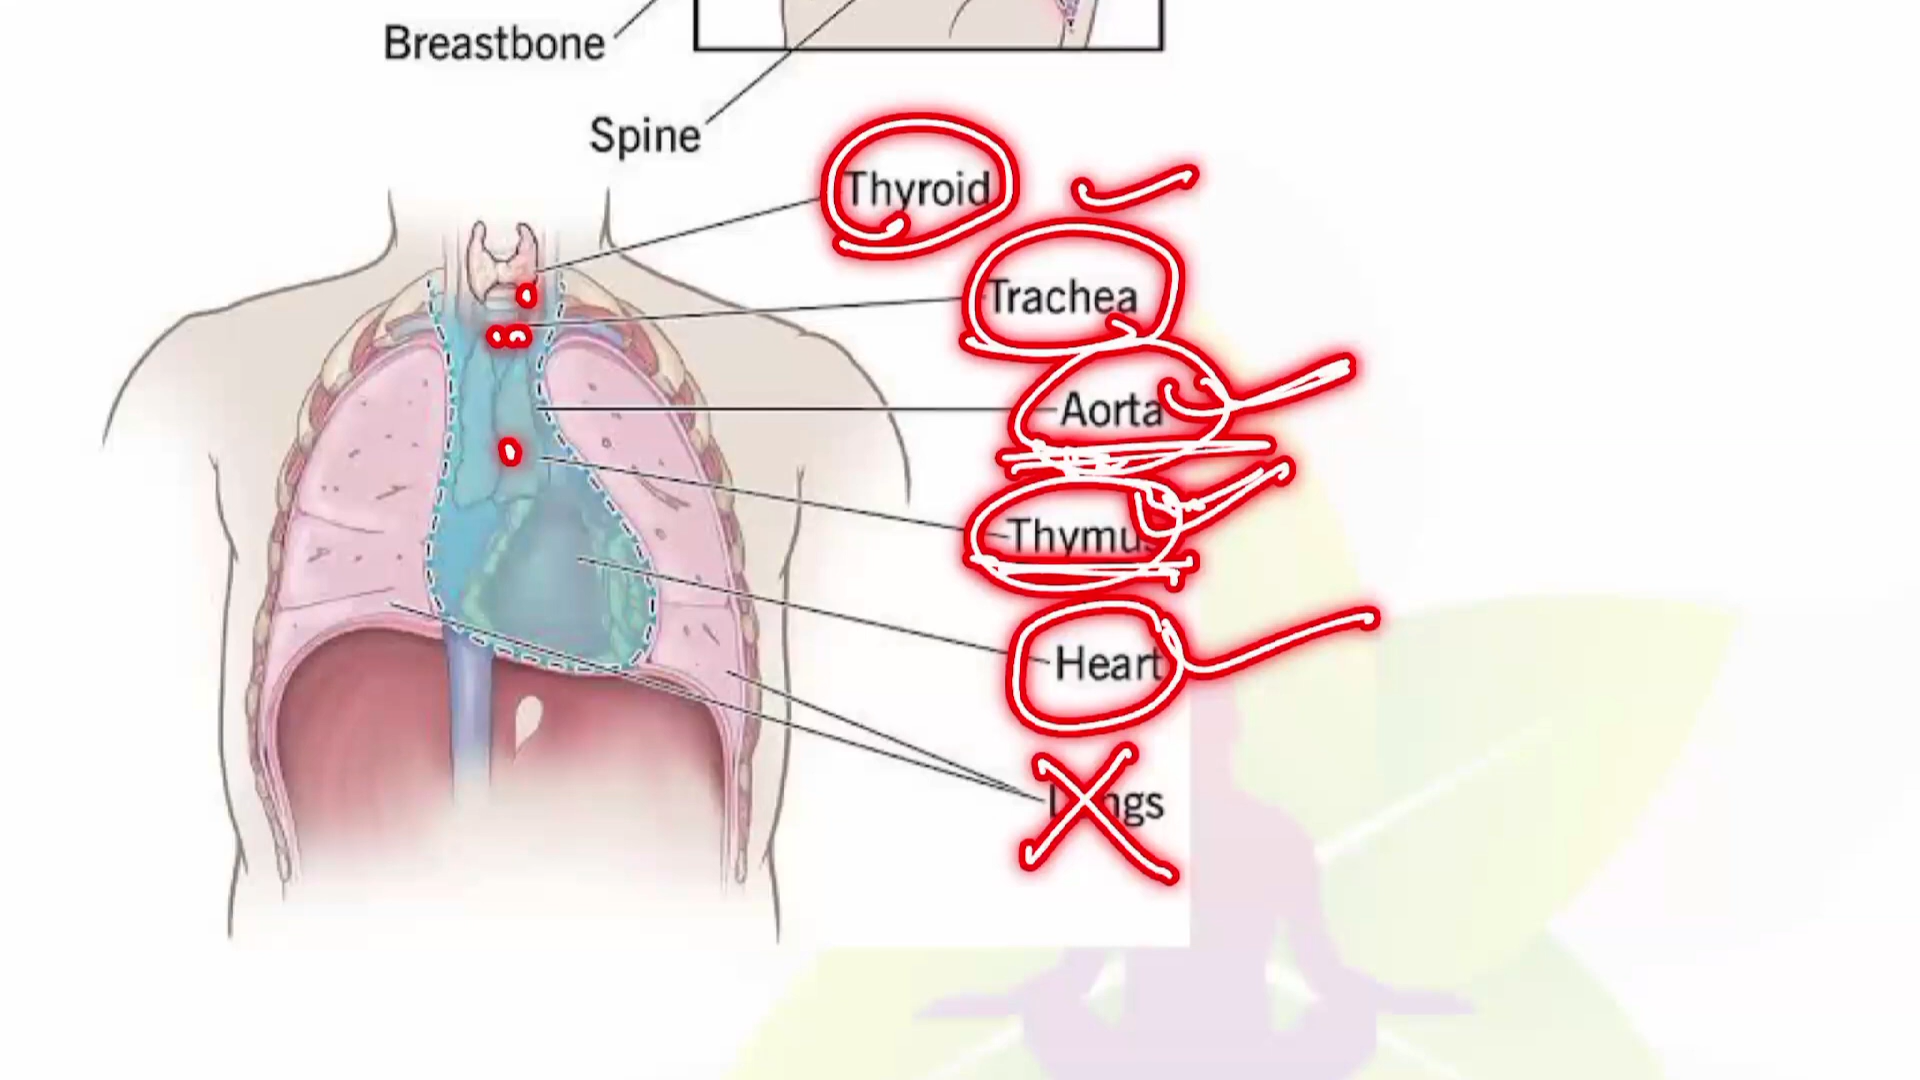 Breastbone
Spine
Thyroid
Trachea
Aorta
Thymus
Heart
Lungs